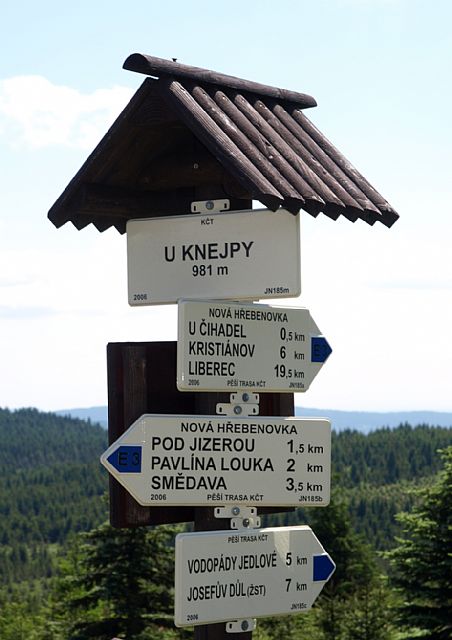 KČT
U KNEJPY
981 m
2006 JN185m
NOVÁ HŘEBENOVKA
U ČIHADEL 0,5 km
KRISTIÁNOV 6 km
LIBEREC 19,5 km
E3
2006 PĚŠÍ TRASA KČT JN185a
NOVÁ HŘEBENOVKA
POD JIZEROU 1,5 km
PAVLÍNA LOUKA 2 km
SMĚDAVA 3,5 km
E3
2006 PĚŠÍ TRASA KČT JN185b
PĚŠÍ TRASA KČT
VODOPÁDY JEDLOVÉ 5 km
JOSEFŮV DŮL (ŽST) 7 km
2006 JN185c